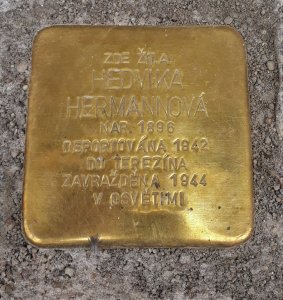 ZDE ŽILA
HEDVIKA
HERMANNOVÁ
NAR. 1896
DEPORTOVÁNA 1942
DO TEREZÍNA
ZAVRAŽDĚNA 1944
V OSVĚTIMI